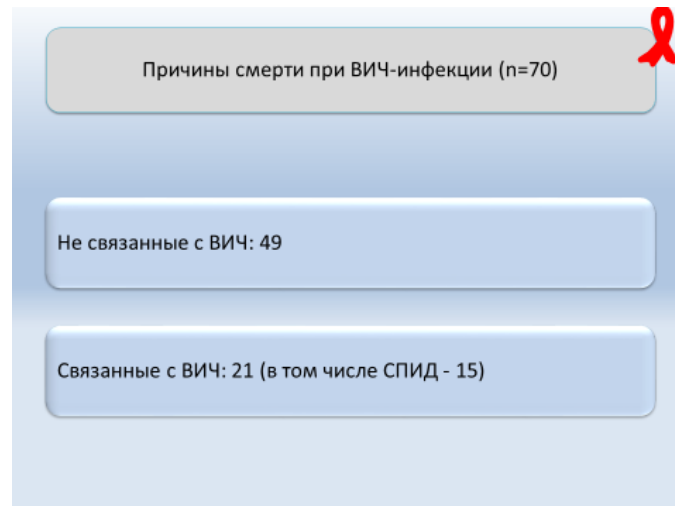 Причины смерти при ВИЧ-инфекции (n=70)
Не связанные с ВИЧ: 49
Связанные с ВИЧ: 21 (в том числе СПИД - 15)